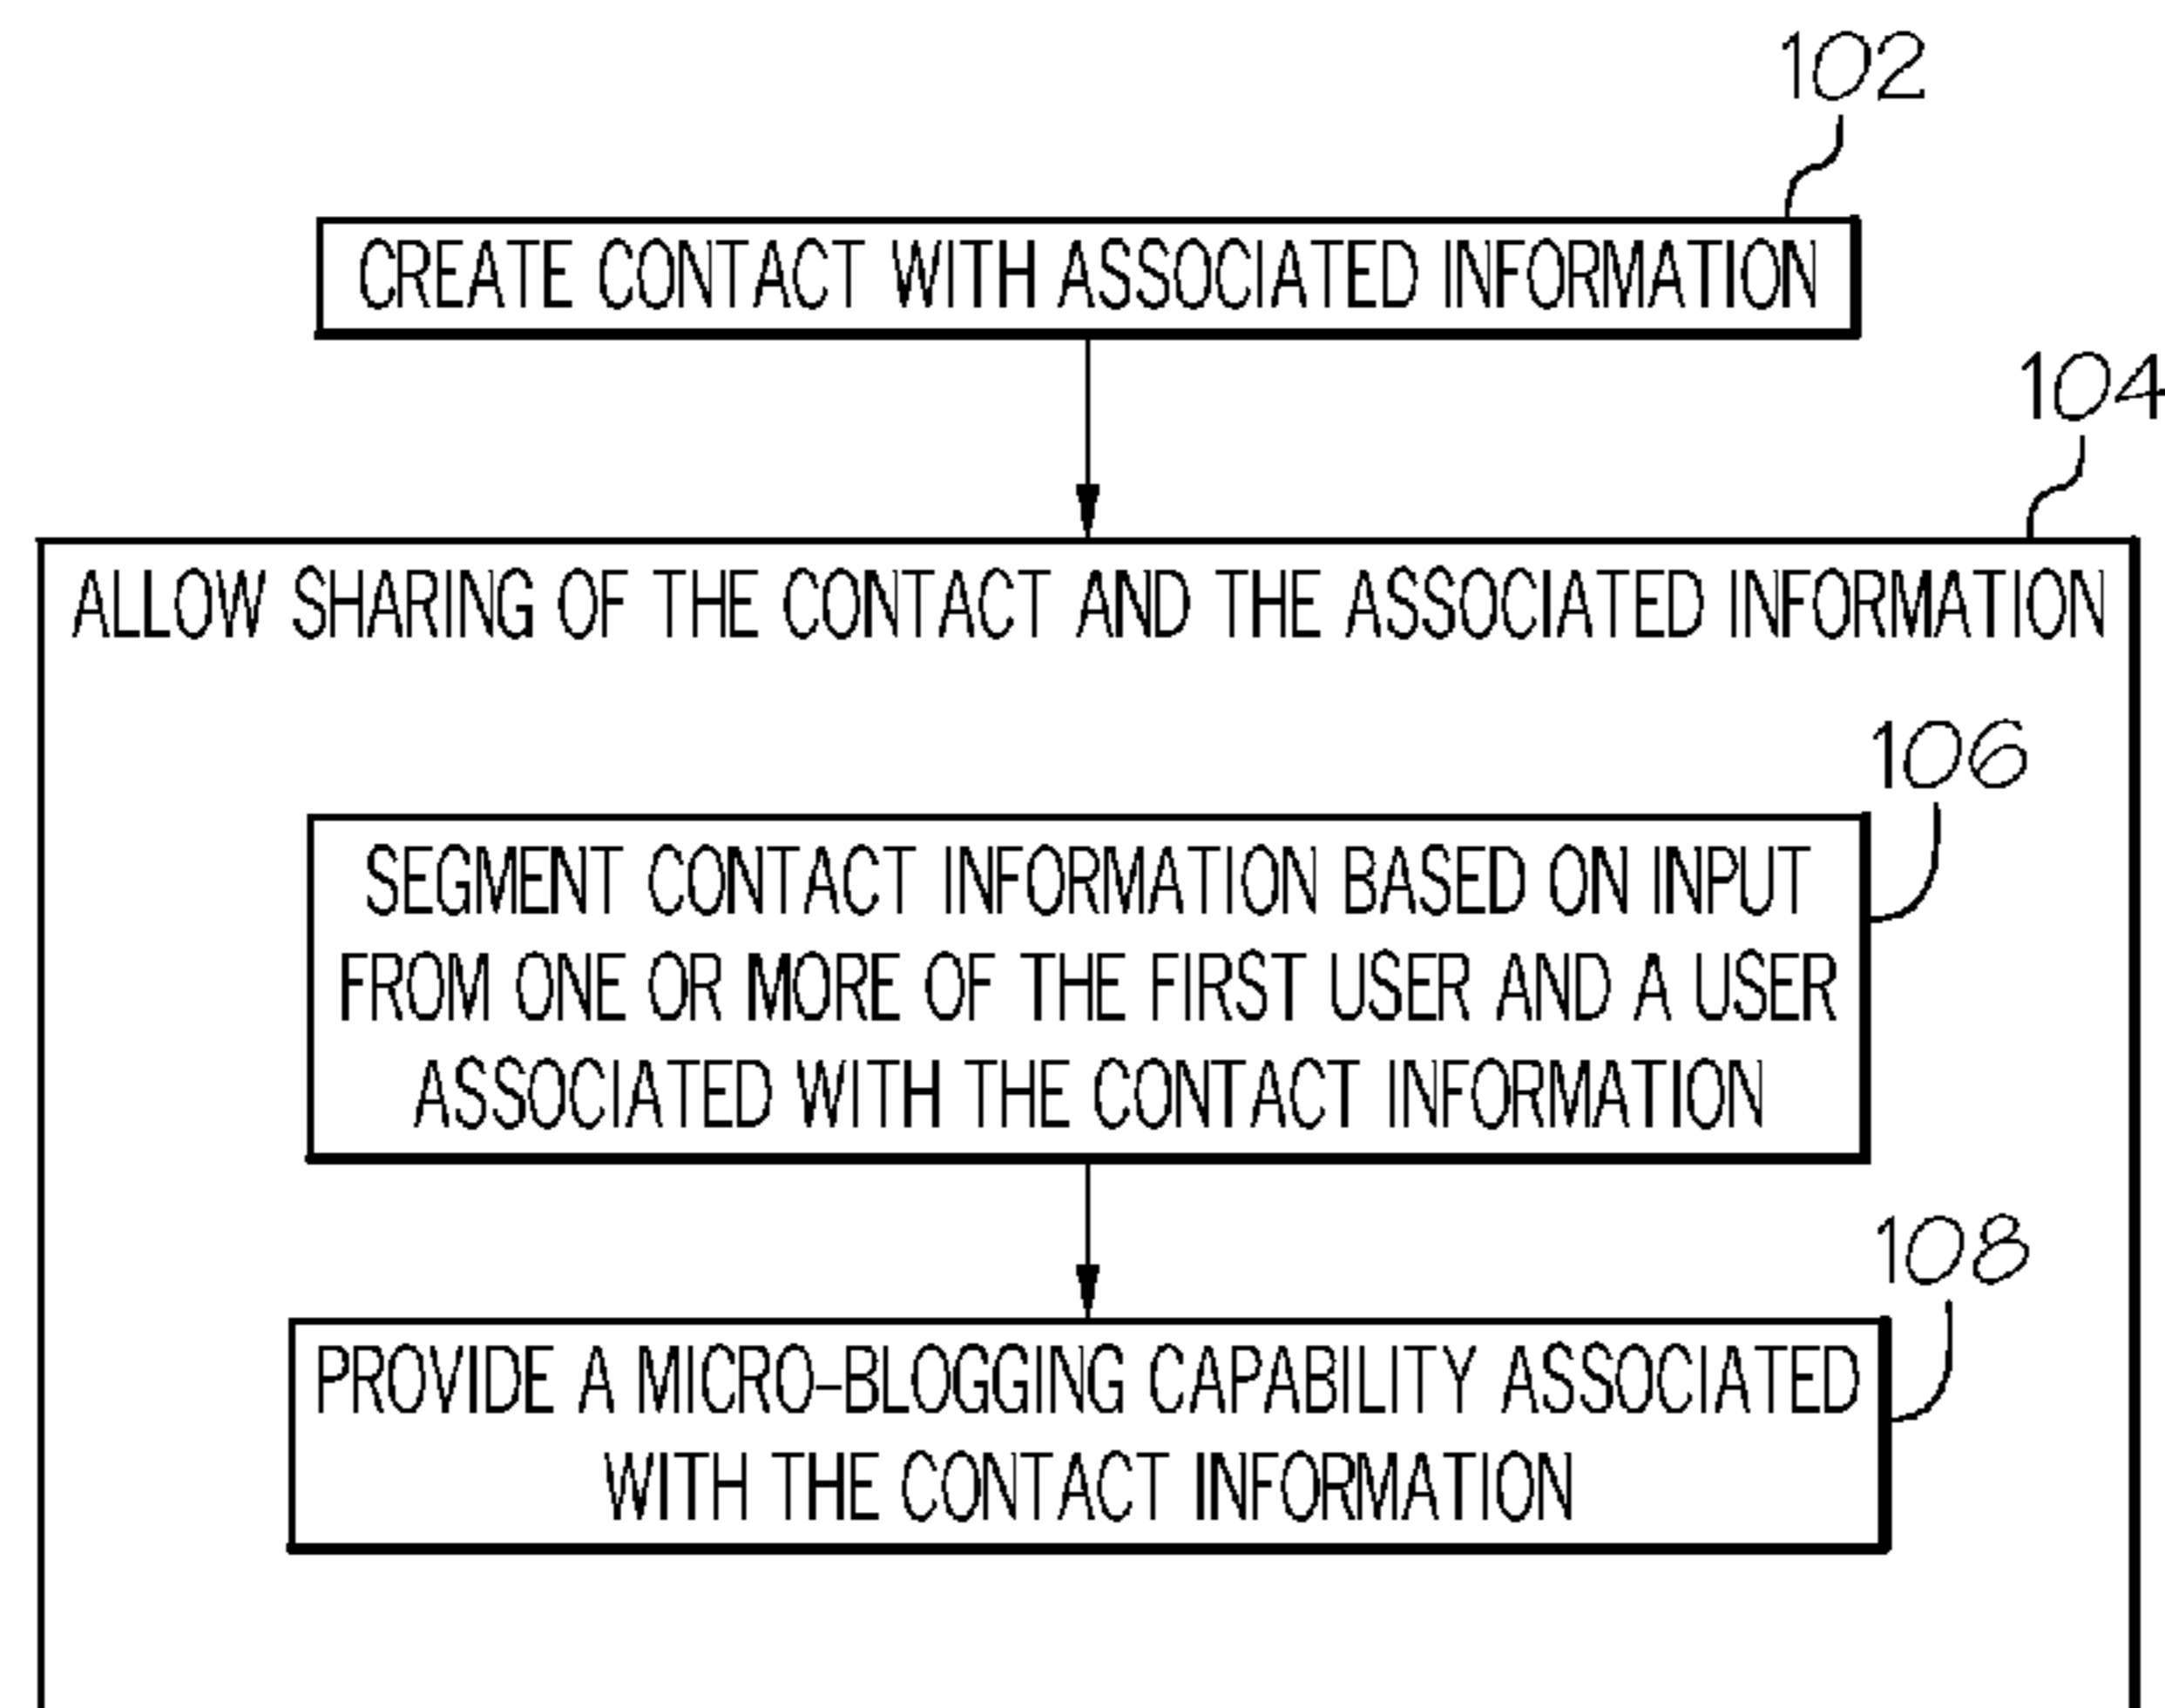 102
CREATE CONTACT WITH ASSOCIATED INFORMATION
104
ALLOW SHARING OF THE CONTACT AND THE ASSOCIATED INFORMATION
106
SEGMENT CONTACT INFORMATION BASED ON INPUT
FROM ONE OR MORE OF THE FIRST USER AND A USER
ASSOCIATED WITH THE CONTACT INFORMATION
108
PROVIDE A MICRO-BLOGGING CAPABILITY ASSOCIATED
WITH THE CONTACT INFORMATION